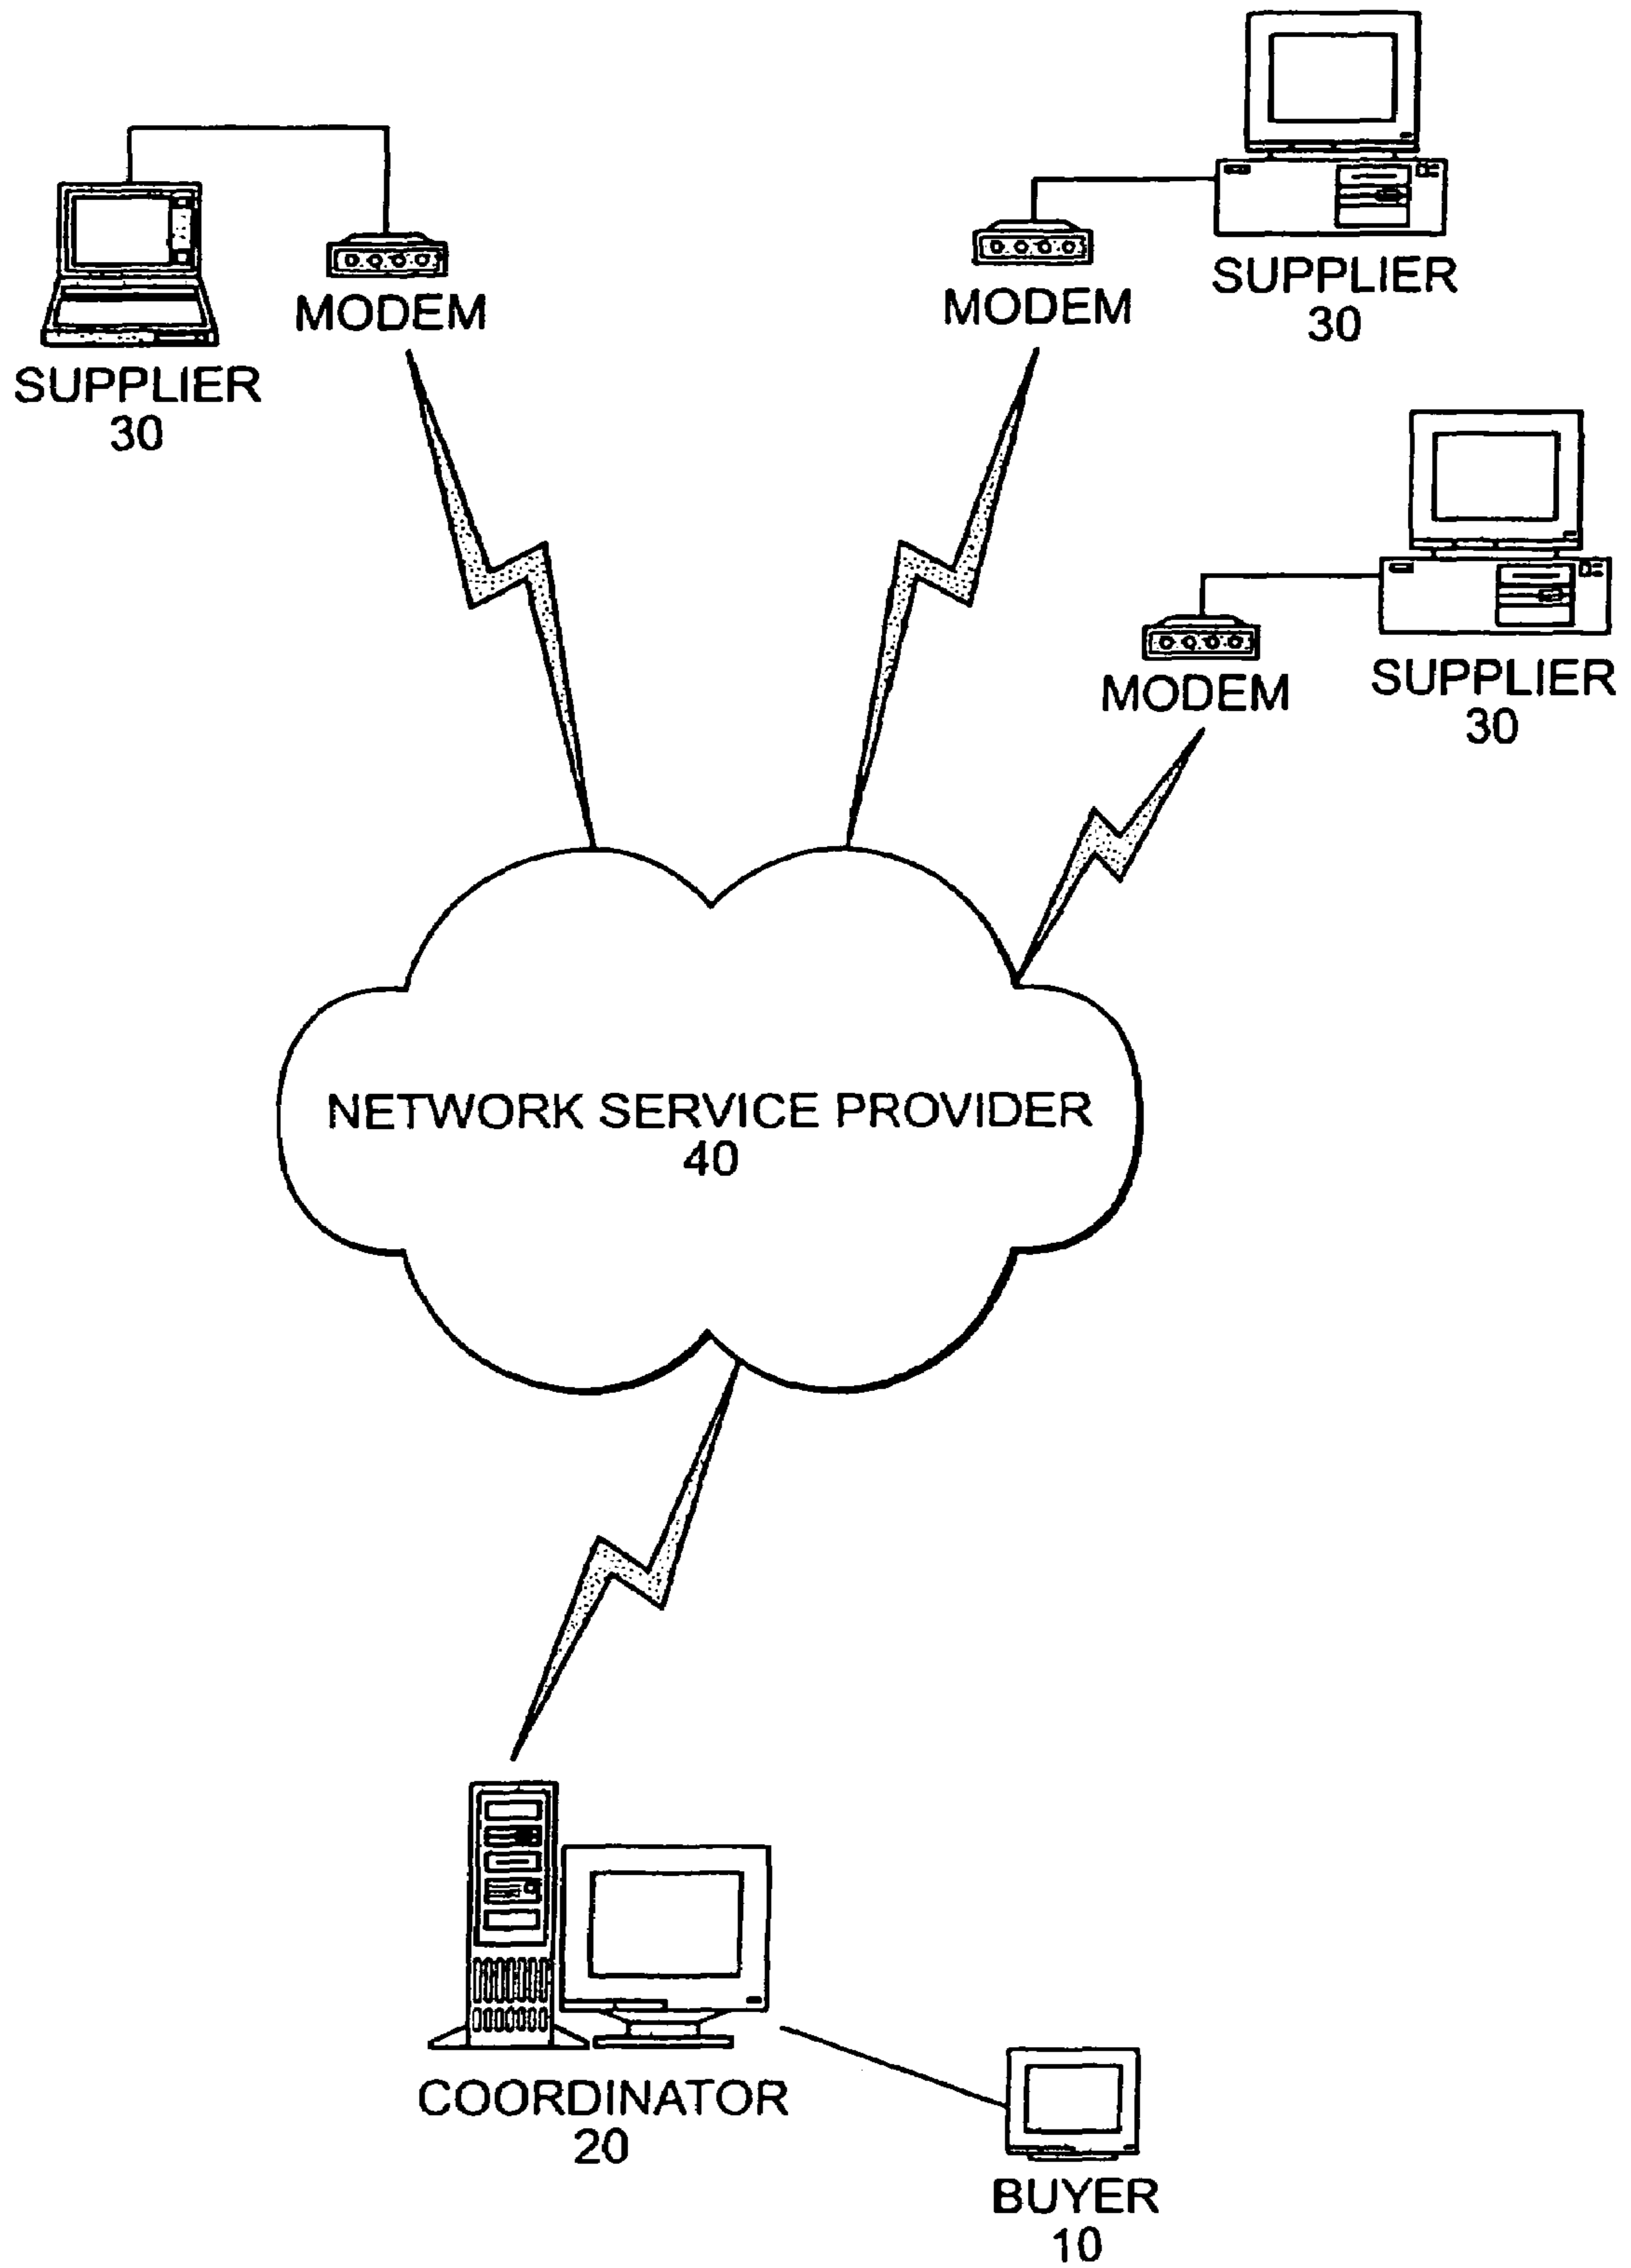 MODEM
SUPPLIER
30
MODEM
SUPPLIER
30
MODEM
SUPPLIER
30
NETWORK SERVICE PROVIDER
40
COORDINATOR
20
BUYER
10